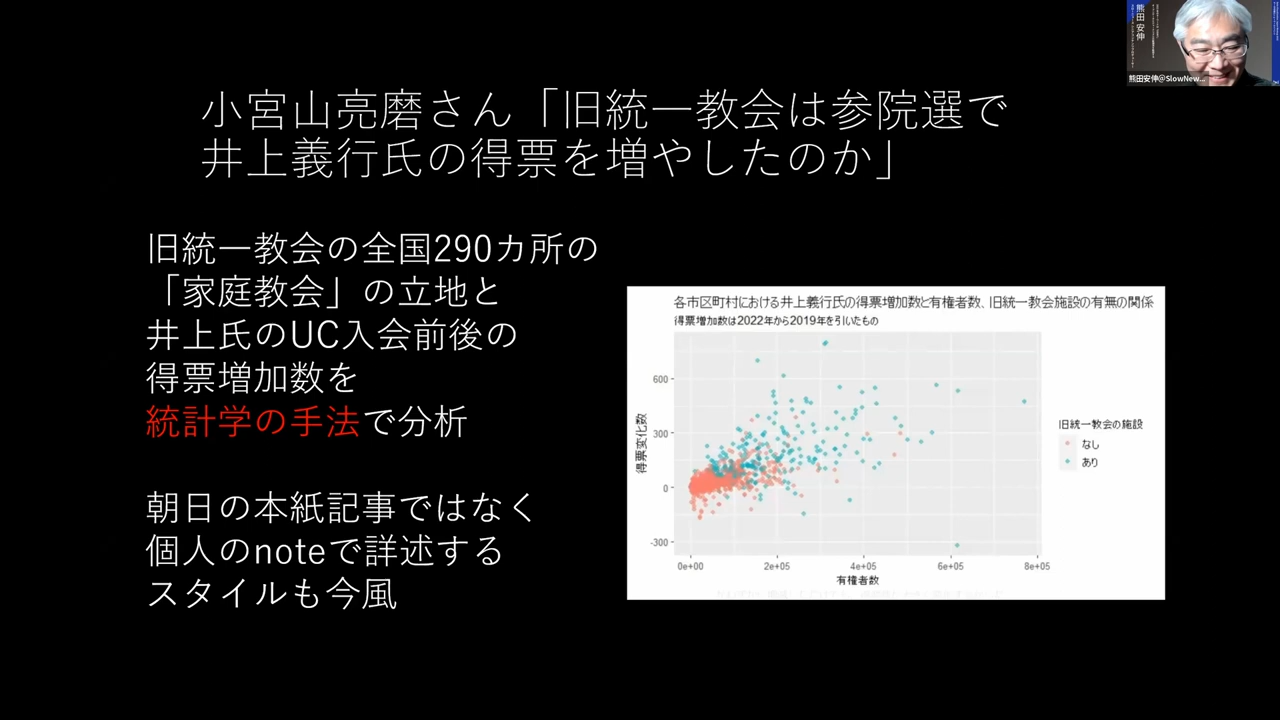 熊田 安伸
熊田安伸@SlowNew...
小宮山亮磨さん「旧統一教会は参院選で
井上義行氏の得票を増やしたのか」
旧統一教会の全国290カ所の
「家庭教会」の立地と
井上氏のUC入会前後の
得票増加数を
統計学の手法で分析
朝日の本紙記事ではなく
個人のnoteで詳述する
スタイルも今風
各市区町村における井上義行氏の得票増加数と有権者数、旧統一教会施設の有無の関係
得票増加数は2022年から2019年を引いたもの
得票変化数
600
300
0
-300
0e+00 2e+05 4e+05 6e+05 8e+05
有権者数
旧統一教会の施設
なし
あり